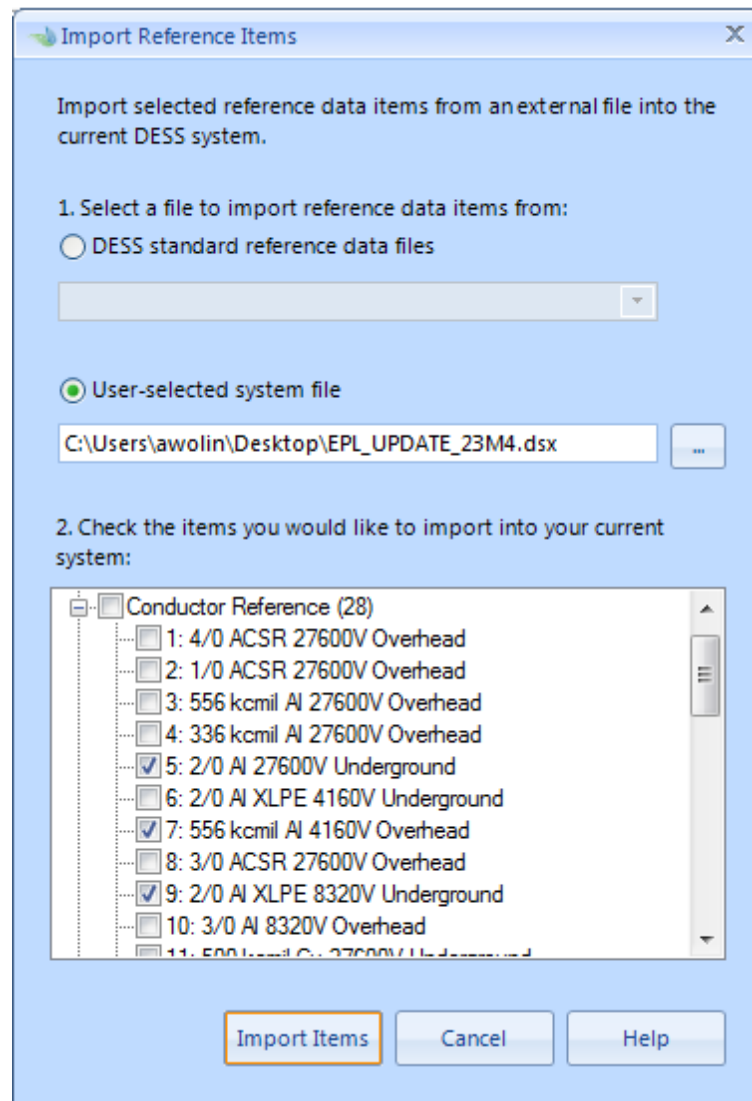 Import Reference Items
Import selected reference data items from an external file into the
current DESS system.
1. Select a file to import reference data items from:
DESS standard reference data files
User-selected system file
C:\Users\awolin\Desktop\EPL_UPDATE_23M4.dsx
...
2. Check the items you would like to import into your current
system:
Conductor Reference (28)
1: 4/0 ACSR 27600V Overhead
2: 1/0 ACSR 27600V Overhead
3: 556 kcmil Al 27600V Overhead
4: 336 kcmil Al 27600V Overhead
5: 2/0 Al 27600V Underground
6: 2/0 Al XLPE 4160V Underground
7: 556 kcmil Al 4160V Overhead
8: 3/0 ACSR 27600V Overhead
9: 2/0 Al XLPE 8320V Underground
10: 3/0 Al 8320V Overhead
11: 500 kcmil Cu 27600V Underground
Import Items Cancel Help